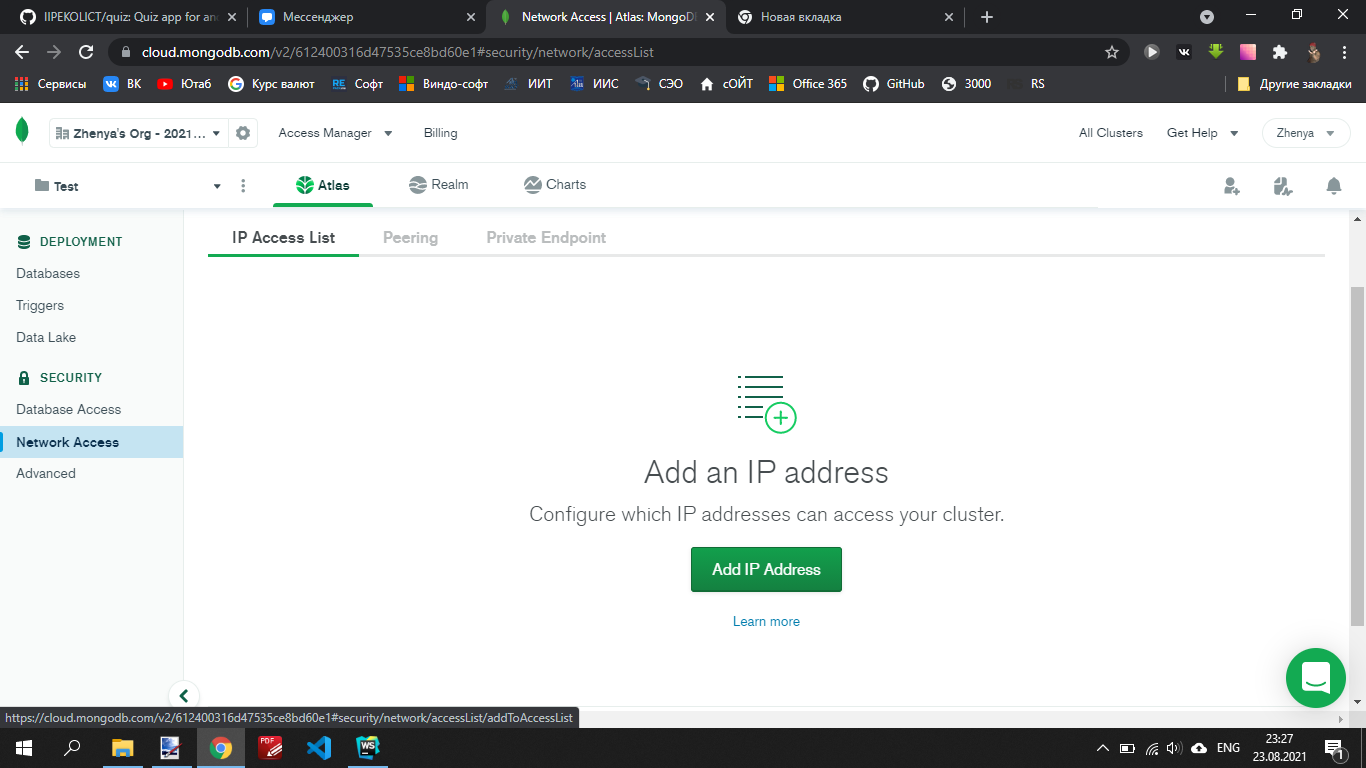 IIPEKOLICT/quiz: Quiz app for an
Мессенджер
Network Access | Atlas: MongoD
Новая вкладка
cloud.mongodb.com/v2/612400316d47535ce8bd60e1#security/network/accessList
Сервисы ВК Ютаб Курс валют RE Софт Виндо-софт ИИТ ИИС СЭО сОЙТ Office 365 GitHub 3000 RS Другие закладки
Zhenya's Org - 2021... Access Manager Billing All Clusters Get Help Zhenya
Test Atlas Realm Charts
DEPLOYMENT
Databases
Triggers
Data Lake
SECURITY
Database Access
Network Access
Advanced
IP Access List Peering Private Endpoint
Add an IP address
Configure which IP addresses can access your cluster.
Add IP Address
Learn more
https://cloud.mongodb.com/v2/612400316d47535ce8bd60e1#security/network/accessList/addToAccessList
PDF WS ENG 23:27
23.08.2021
1